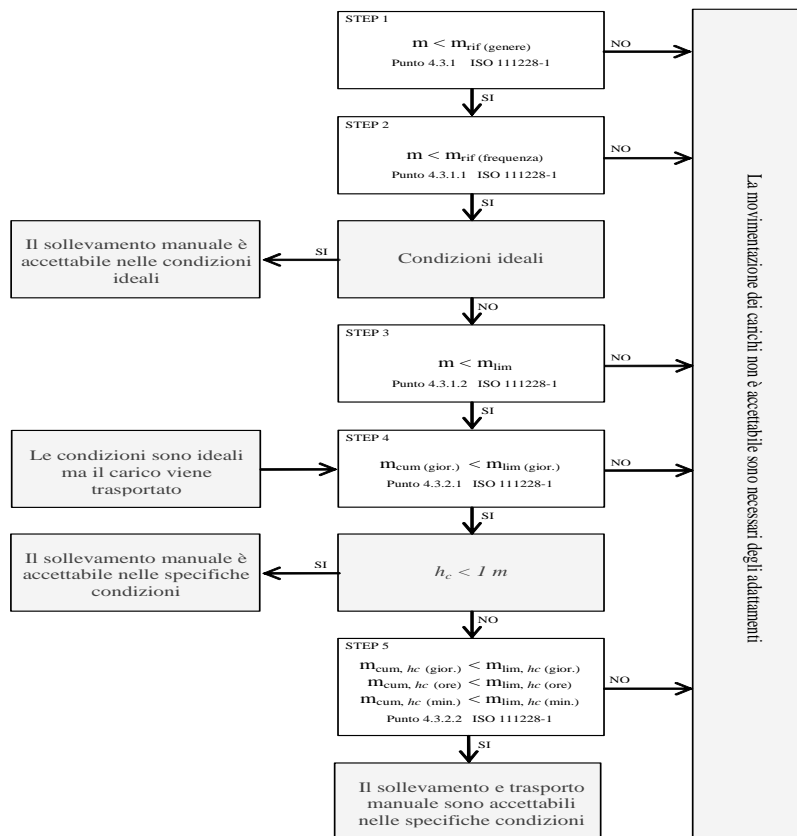 STEP 1
m < mrif (genere)
Punto 4.3.1 ISO 111228-1
NO
SI
STEP 2
m < mrif (frequenza)
Punto 4.3.1.1 ISO 111228-1
NO
SI
Il sollevamento manuale è
accettabile nelle condizioni
ideali
SI
Condizioni ideali
NO
STEP 3
m < mlim
Punto 4.3.1.2 ISO 111228-1
NO
SI
Le condizioni sono ideali
ma il carico viene
trasportato
STEP 4
mcum (gior.) < mlim (gior.)
Punto 4.3.2.1 ISO 111228-1
NO
SI
Il sollevamento manuale è
accettabile nelle specifiche
condizioni
SI
hc < 1 m
NO
STEP 5
mcum, hc (gior.) < mlim, hc (gior.)
mcum, hc (ore) < mlim, hc (ore)
mcum, hc (min.) < mlim, hc (min.)
Punto 4.3.2.2 ISO 111228-1
NO
SI
Il sollevamento e trasporto
manuale sono accettabili
nelle specifiche condizioni
La movimentazione dei carichi non è accettabile sono necessari degli adattamenti